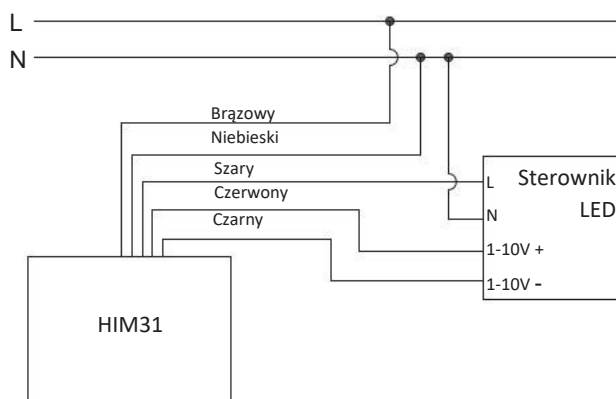 L
N
Brązowy
Niebieski
Szary
Czerwony
Czarny
Sterownik
LED
L
N
1-10V +
1-10V -
HIM31